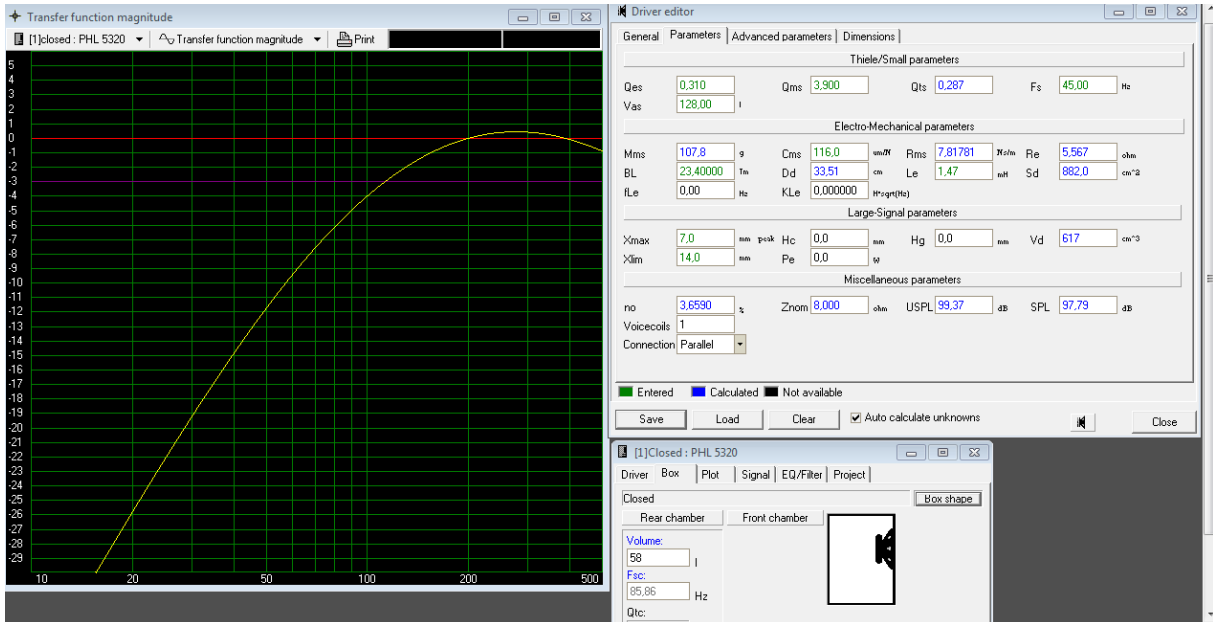 Transfer function magnitude
[1]closed : PHL 5320 Transfer function magnitude Print
5
4
3
2
1
0
-1
-2
-3
-4
-5
-6
-7
-8
-9
-10
-11
-12
-13
-14
-15
-16
-17
-18
-19
-20
-21
-22
-23
-24
-25
-26
-27
-28
-29
10 20 50 100 200 500
Driver editor
General Parameters Advanced parameters Dimensions
Thiele/Small parameters
Qes 0,310 Qms 3,900 Qts 0,287 Fs 45,00 Hz
Vas 128,00 l
Electro-Mechanical parameters
Mms 107,8 g Cms 116,0 um/N Rms 7,81781 Ns/m Re 5,567 ohm
BL 23,40000 Tm Dd 33,51 cm Le 1,47 mH Sd 882,0 cm^2
fLe 0,00 Hz KLe 0,000000 H*sqrt(Hz)
Large-Signal parameters
Xmax 7,0 mm peak Hc 0,0 mm Hg 0,0 mm Vd 617 cm^3
Xlim 14,0 mm Pe 0,0 W
Miscellaneous parameters
no 3,6590 % Znom 8,000 ohm USPL 99,37 dB SPL 97,79 dB
Voicecoils 1
Connection Parallel
Entered Calculated Not available
Save Load Clear Auto calculate unknowns Close
[1]Closed : PHL 5320
Driver Box Plot Signal EQ/Filter Project
Closed Box shape
Rear chamber Front chamber
Volume:
58 l
Fsc:
85,86 Hz
Qtc: